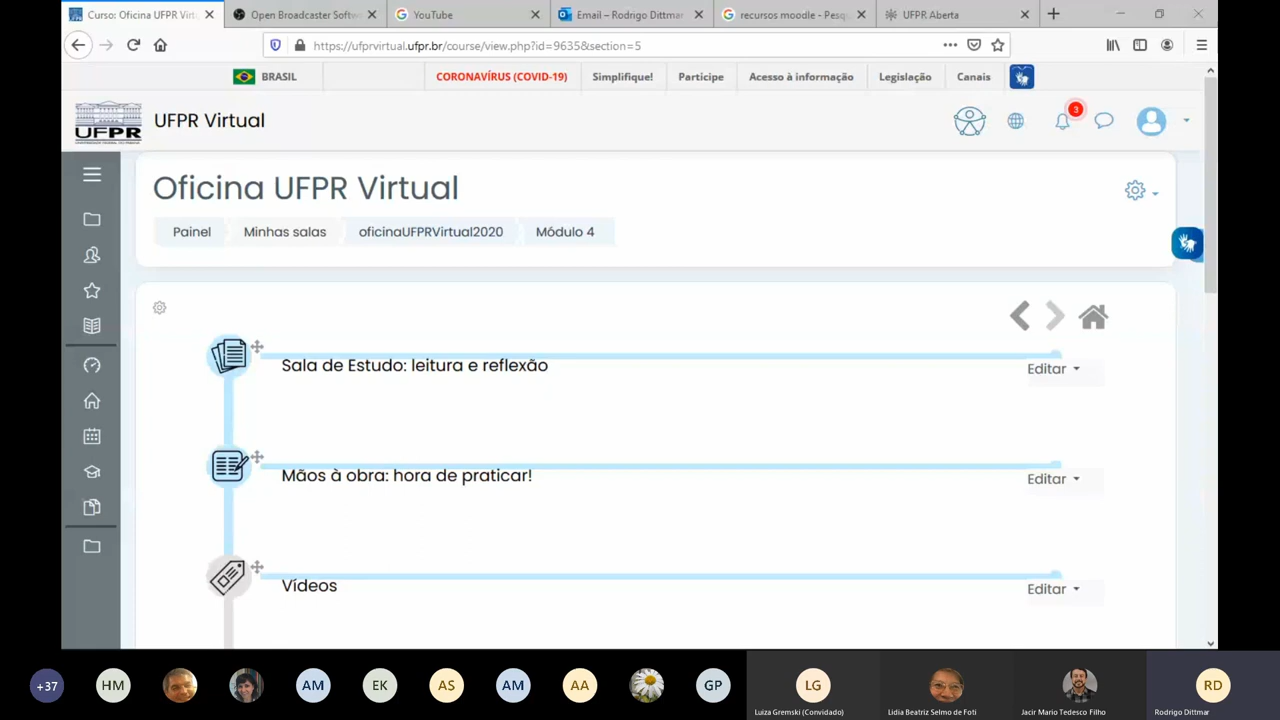 Curso: Oficina UFPR Virtu
Open Broadcaster Softw
YouTube
Email – Rodrigo Dittmar
recursos moodle - Pesq
UFPR Aberta
https://ufprvirtual.ufpr.br/course/view.php?id=9635&section=5
BRASIL
CORONAVÍRUS (COVID-19)
Simplifique!
Participe
Acesso à informação
Legislação
Canais
UFPR
UFPR Virtual
3
Oficina UFPR Virtual
Painel
Minhas salas
oficinaUFPRVirtual2020
Módulo 4
Sala de Estudo: leitura e reflexão
Editar
Mãos à obra: hora de praticar!
Editar
Vídeos
Editar
+37
HM
AM
EK
AS
AM
AA
GP
LG
RD
Luiza Gremski (Convidado)
Lidia Beatriz Selmo de Foti
Jacir Mario Tedesco Filho
Rodrigo Dittmar